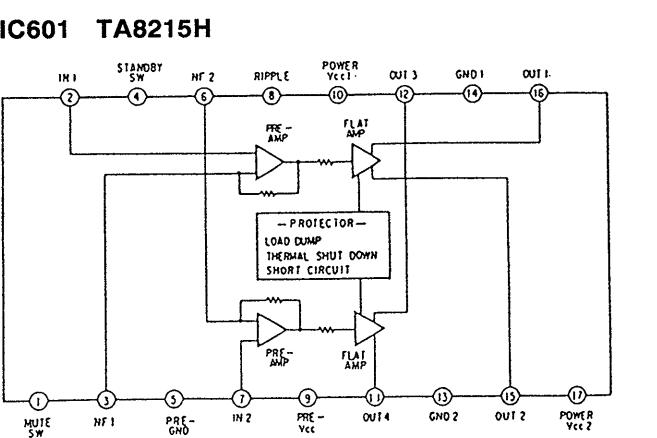 IC601 TA8215H
IN 1
STANDBY
SW
NF 2
RIPPLE
POWER
Vcc1
OUT 3
GND 1
OUT 1
2
4
6
8
10
12
14
16
PRE-
AMP
FLAT
AMP
-PROTECTOR-
LOAD DUMP
THERMAL SHUT DOWN
SHORT CIRCUIT
PRE-
AMP
FLAT
AMP
1
3
5
7
9
11
13
15
17
MUTE
SW
NF 1
PRE-
GND
IN 2
PRE-
Vcc
OUT 4
GND 2
OUT 2
POWER
Vcc 2